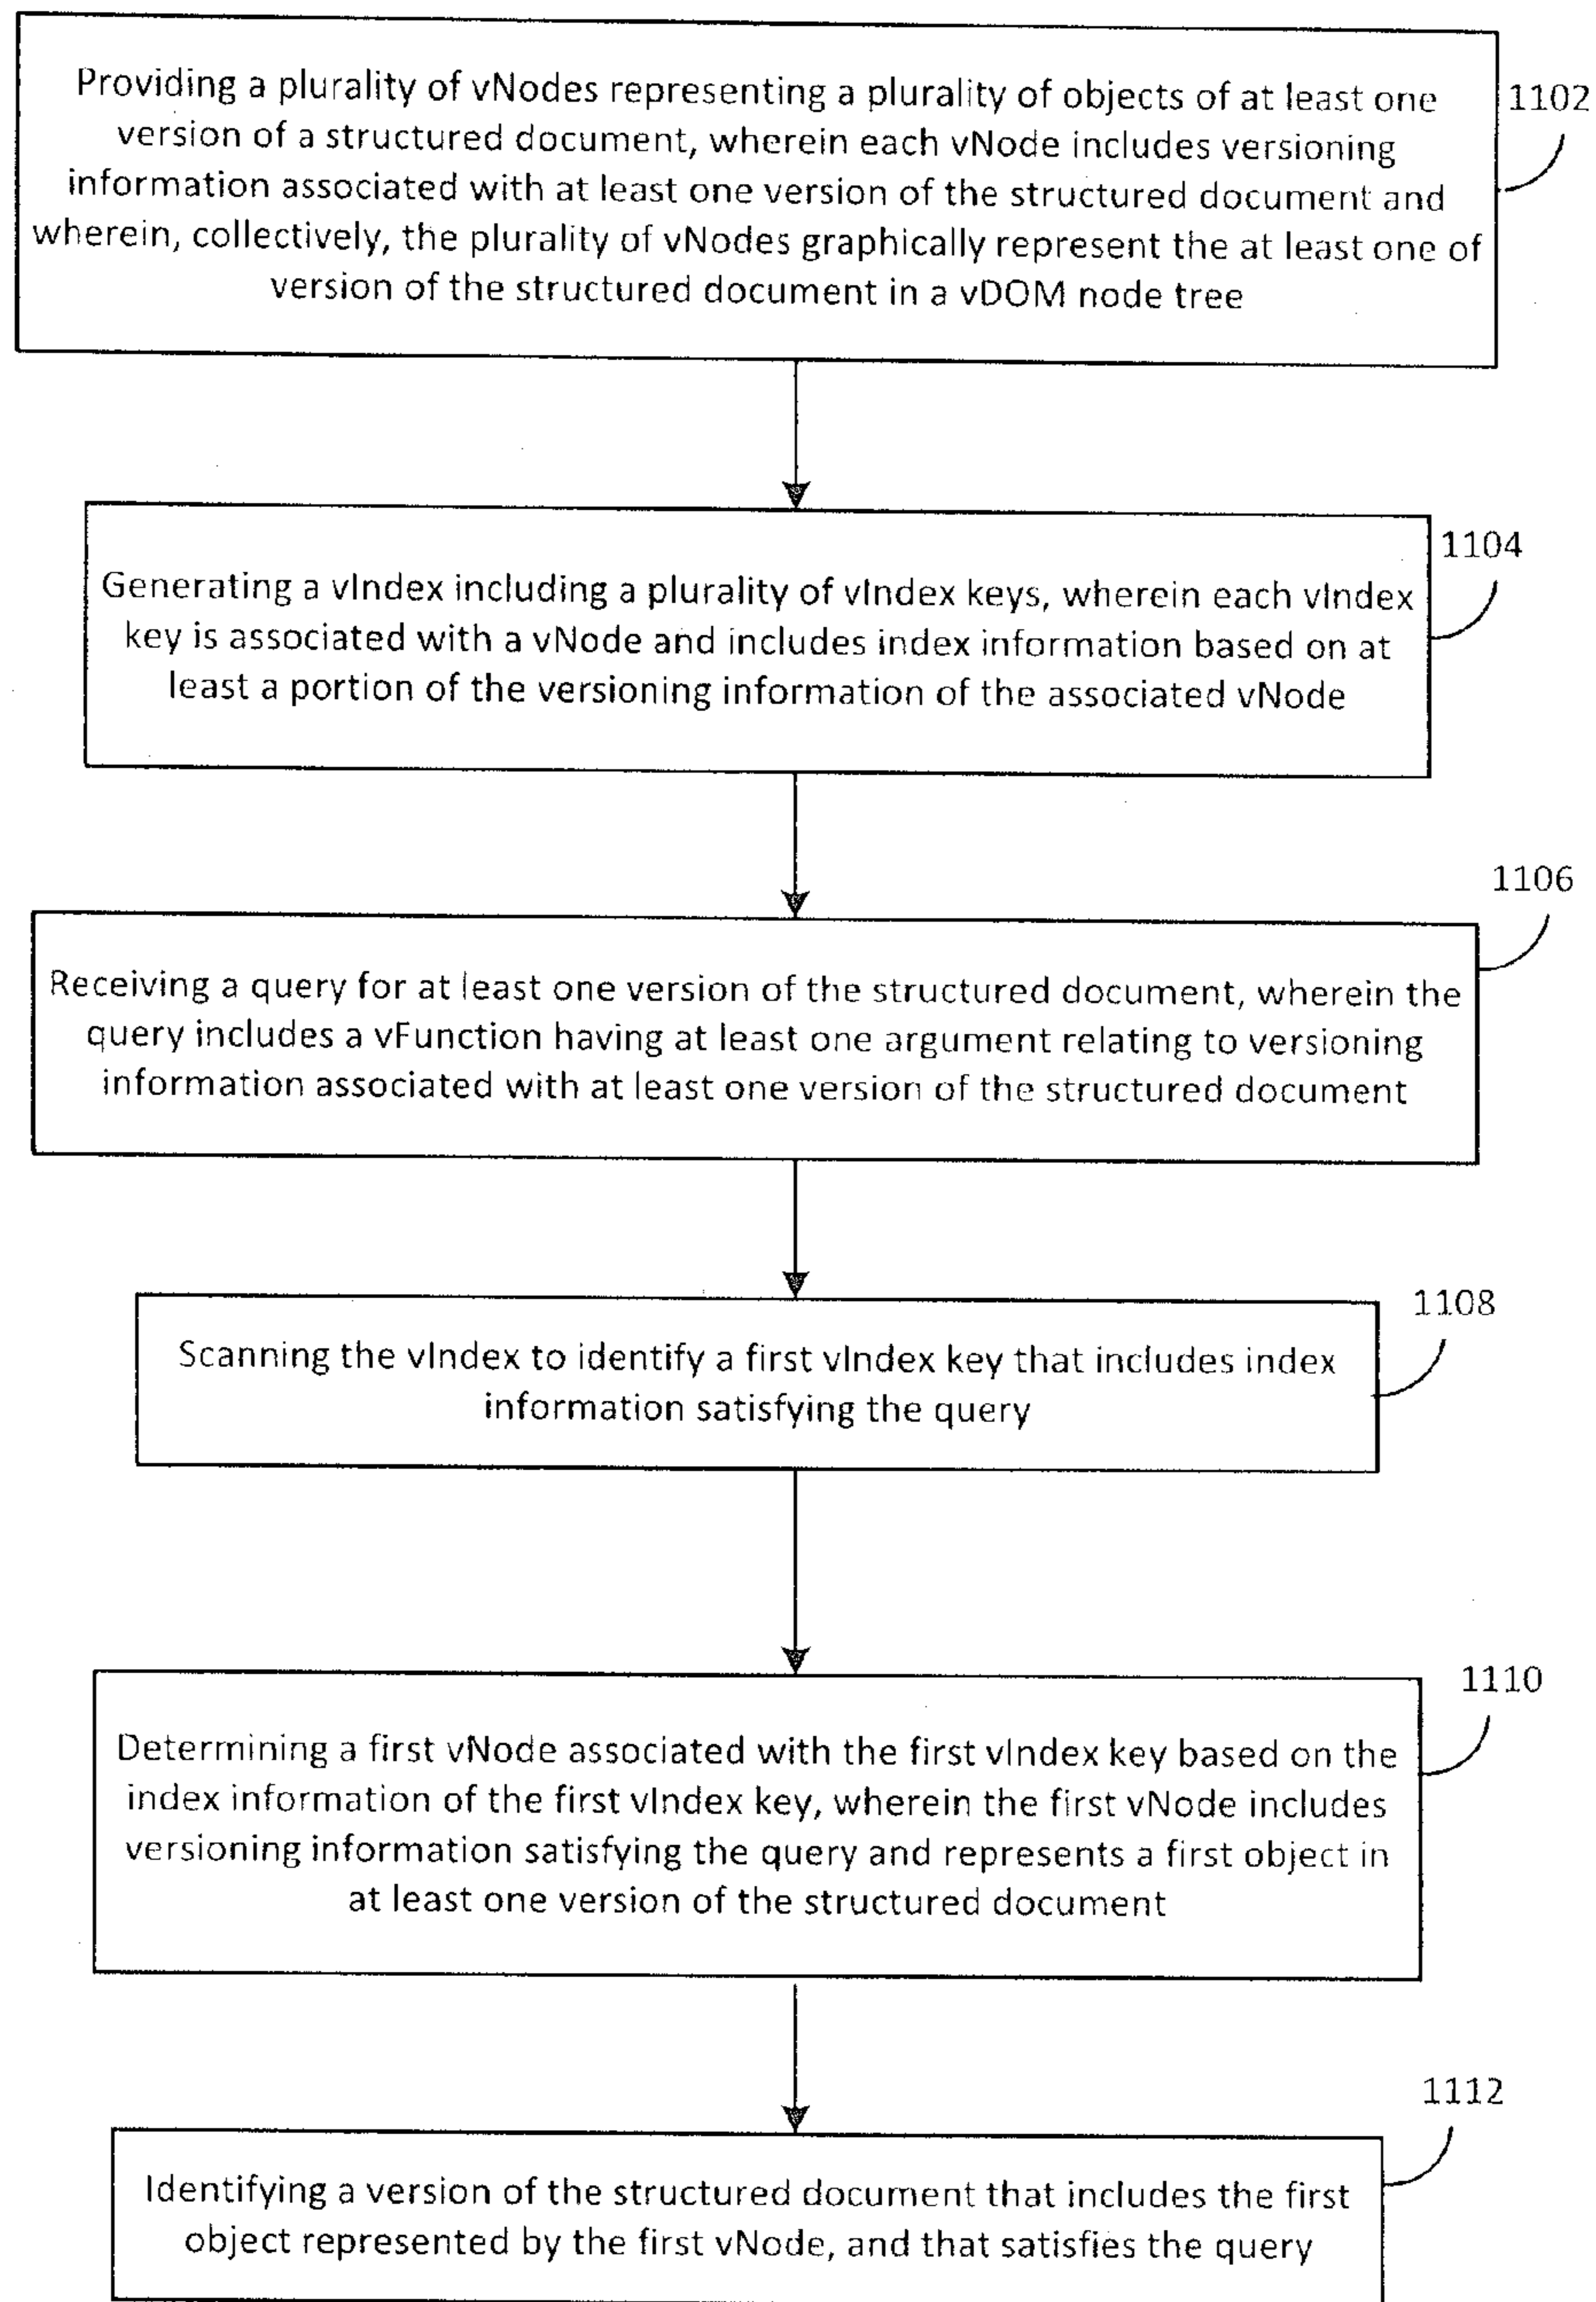 Providing a plurality of vNodes representing a plurality of objects of at least one
version of a structured document, wherein each vNode includes versioning
information associated with at least one version of the structured document and
wherein, collectively, the plurality of vNodes graphically represent the at least one of
version of the structured document in a vDOM node tree
1102
Generating a vIndex including a plurality of vIndex keys, wherein each vIndex
key is associated with a vNode and includes index information based on at
least a portion of the versioning information of the associated vNode
1104
Receiving a query for at least one version of the structured document, wherein the
query includes a vFunction having at least one argument relating to versioning
information associated with at least one version of the structured document
1106
Scanning the vIndex to identify a first vIndex key that includes index
information satisfying the query
1108
Determining a first vNode associated with the first vIndex key based on the
index information of the first vIndex key, wherein the first vNode includes
versioning information satisfying the query and represents a first object in
at least one version of the structured document
1110
Identifying a version of the structured document that includes the first
object represented by the first vNode, and that satisfies the query
1112